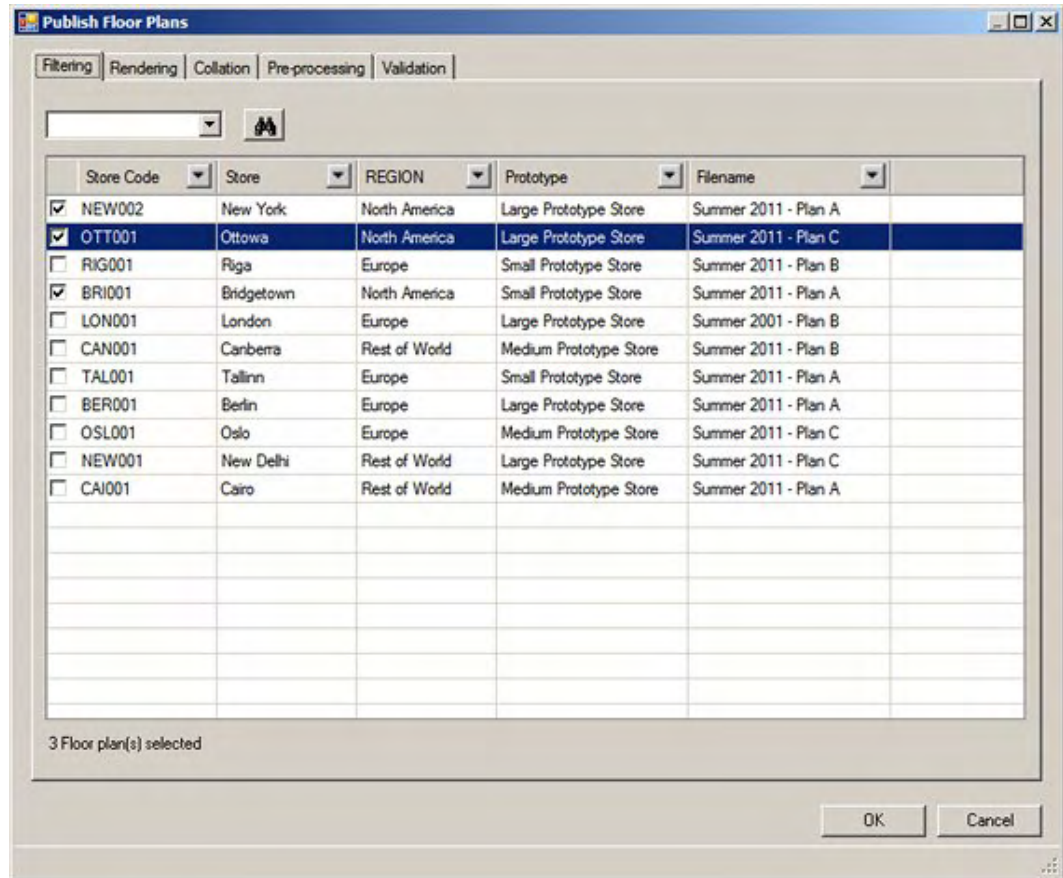 Publish Floor Plans
Filtering Rendering Collation Pre-processing Validation
Store Code Store REGION Prototype Filename
NEW002 New York North America Large Prototype Store Summer 2011 - Plan A
OTT001 Ottowa North America Large Prototype Store Summer 2011 - Plan C
RIG001 Riga Europe Small Prototype Store Summer 2011 - Plan B
BRI001 Bridgetown North America Small Prototype Store Summer 2011 - Plan A
LON001 London Europe Large Prototype Store Summer 2001 - Plan B
CAN001 Canberra Rest of World Medium Prototype Store Summer 2011 - Plan B
TAL001 Tallinn Europe Small Prototype Store Summer 2011 - Plan A
BER001 Berlin Europe Large Prototype Store Summer 2011 - Plan A
OSL001 Oslo Europe Medium Prototype Store Summer 2011 - Plan C
NEW001 New Delhi Rest of World Large Prototype Store Summer 2011 - Plan C
CAI001 Cairo Rest of World Medium Prototype Store Summer 2011 - Plan A
3 Floor plan(s) selected
OK Cancel